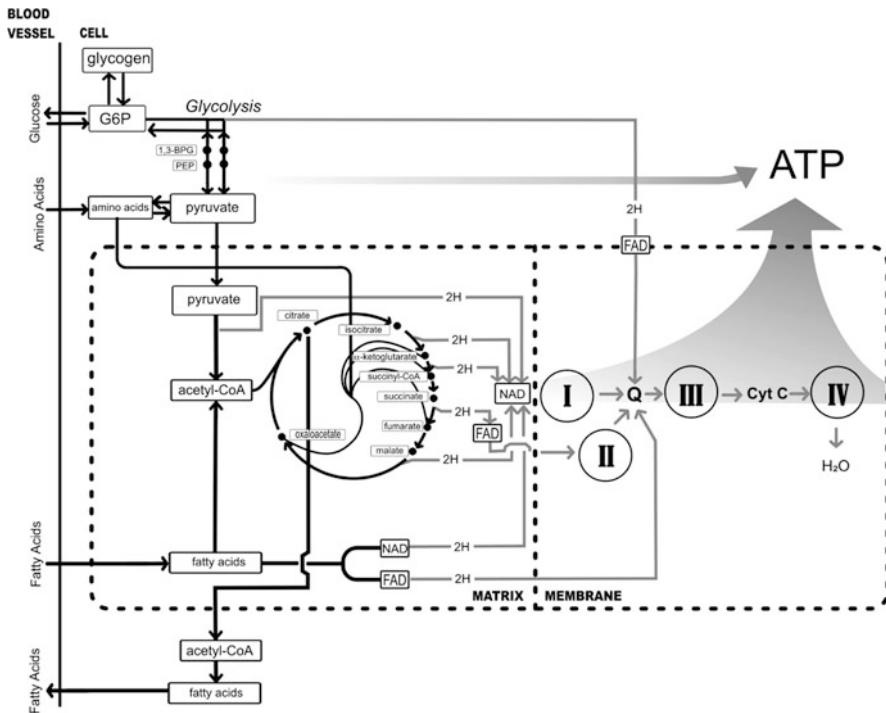 BLOOD
VESSEL
CELL
glycogen
Glucose
G6P
Glycolysis
1,3-BPG
PEP
ATP
Amino Acids
amino acids
pyruvate
2H
FAD
pyruvate
2H
citrate
isocitrate
2H
α-ketoglutarate
2H
succinyl-CoA
acetyl-CoA
succinate
NAD
I
Q
III
Cyt C
IV
2H
fumarate
FAD
oxaloacetate
II
malate
2H
H₂O
Fatty Acids
fatty acids
NAD
2H
FAD
2H
MATRIX
MEMBRANE
acetyl-CoA
Fatty Acids
fatty acids